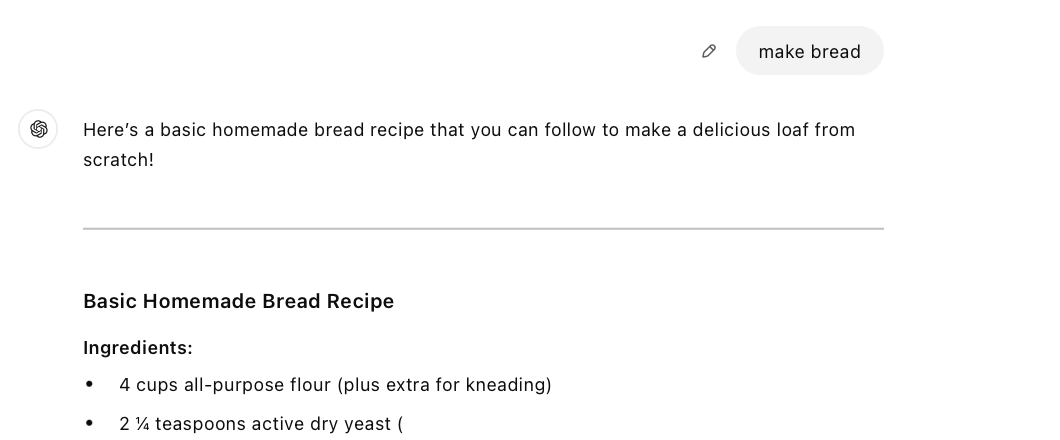 make bread
Here’s a basic homemade bread recipe that you can follow to make a delicious loaf from
scratch!
Basic Homemade Bread Recipe
Ingredients:
• 4 cups all-purpose flour (plus extra for kneading)
• 2 ¼ teaspoons active dry yeast (